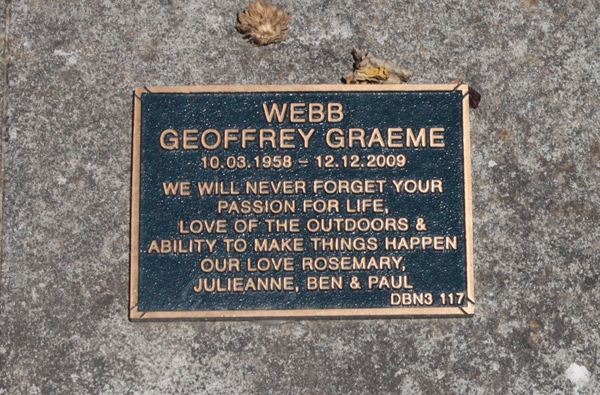 WEBB
GEOFFREY GRAEME
10.03.1958 – 12.12.2009
WE WILL NEVER FORGET YOUR
PASSION FOR LIFE,
LOVE OF THE OUTDOORS &
ABILITY TO MAKE THINGS HAPPEN
OUR LOVE ROSEMARY,
JULIEANNE, BEN & PAUL
DBN3 117